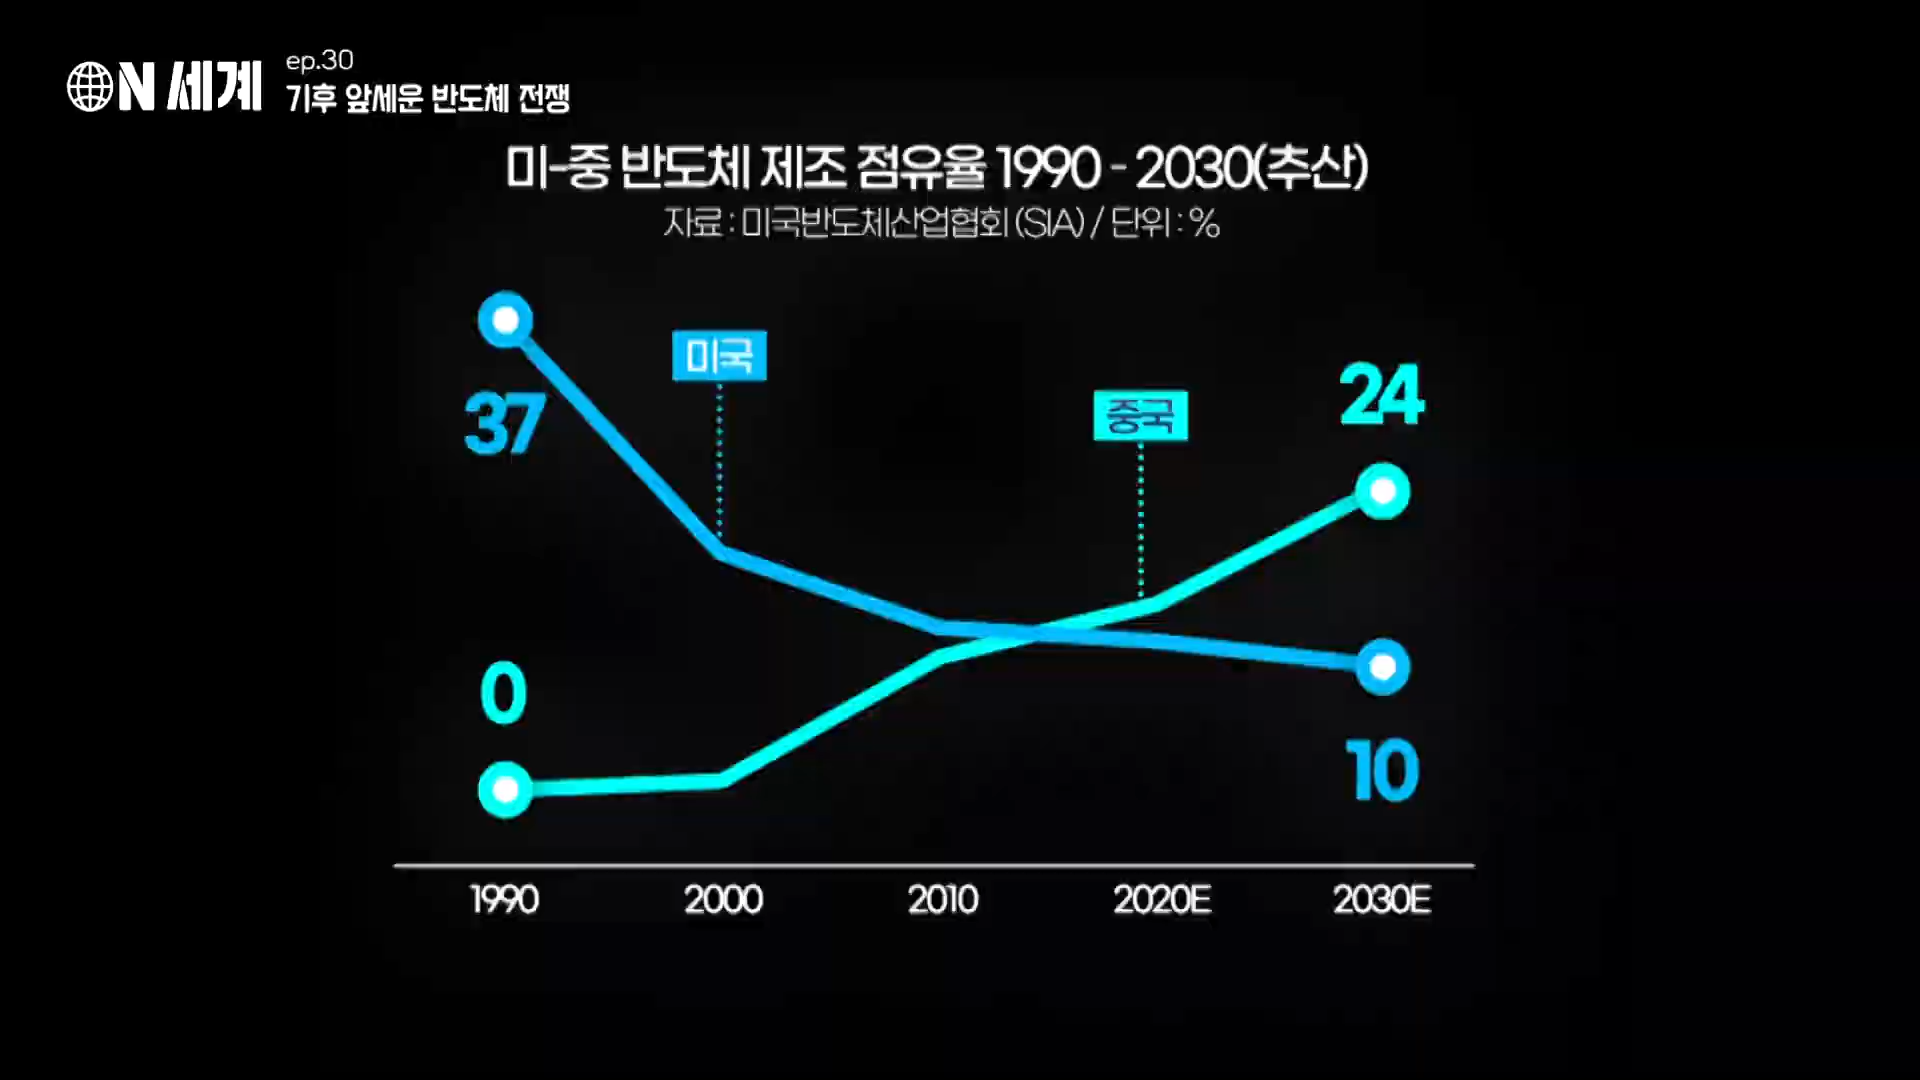 ON 세계
ep.30
기후 앞세운 반도체 전쟁
미-중 반도체 제조 점유율 1990 - 2030(추산)
자료 : 미국반도체산업협회 (SIA) / 단위 : %
미국
중국
24
37
0
10
1990 2000 2010 2020E 2030E